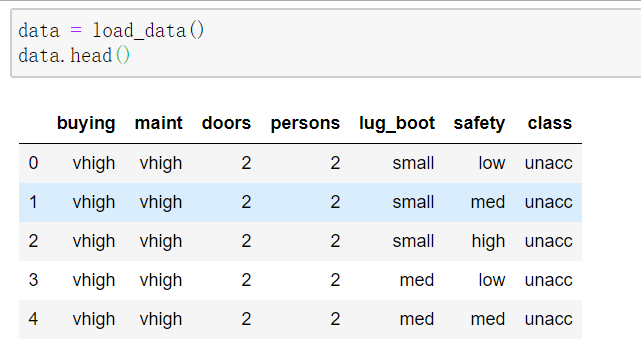 data = load_data()
data.head()
buying maint doors persons lug_boot safety class
0 vhigh vhigh 2 2 small low unacc
1 vhigh vhigh 2 2 small med unacc
2 vhigh vhigh 2 2 small high unacc
3 vhigh vhigh 2 2 med low unacc
4 vhigh vhigh 2 2 med med unacc